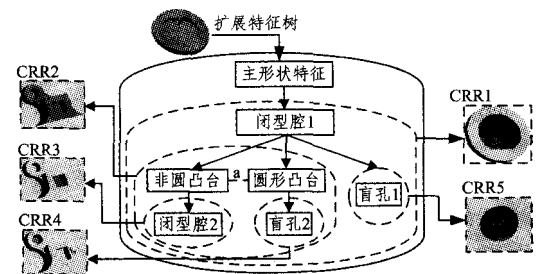 扩展特征树
主形状特征
CRR2
CRR1
闭型腔1
CRR3
非圆凸台
a
圆形凸台
盲孔1
CRR5
CRR4
闭型腔2
盲孔2